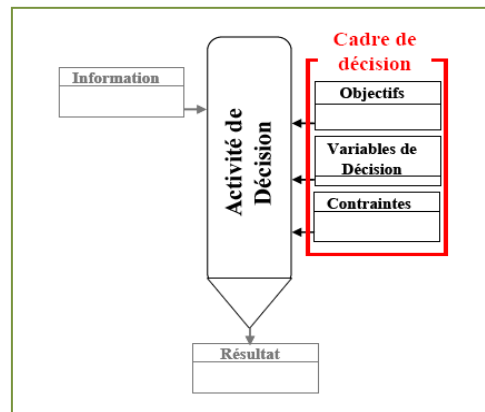 Cadre de
décision
Information
Objectifs
Activité de
Décision
Variables de
Décision
Contraintes
Résultat